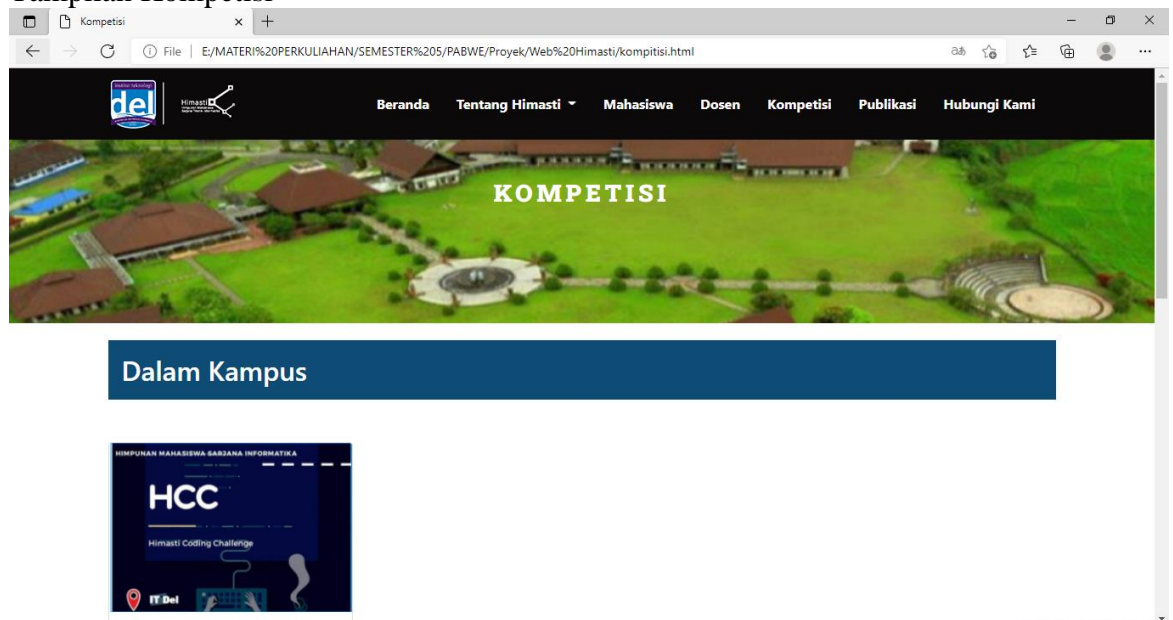 Tampilan Kompetisi
Kompetisi
File | E:/MATERI%20PERKULIAHAN/SEMESTER%205/PABWE/Proyek/Web%20Himasti/kompitisi.html
Institut Teknologi
del
Himasti
Beranda Tentang Himasti Mahasiswa Dosen Kompetisi Publikasi Hubungi Kami
KOMPETISI
Dalam Kampus
HIMPUNAN MAHASISWA SARJANA INFORMATIKA
HCC
Himasti Coding Challenge
IT Del